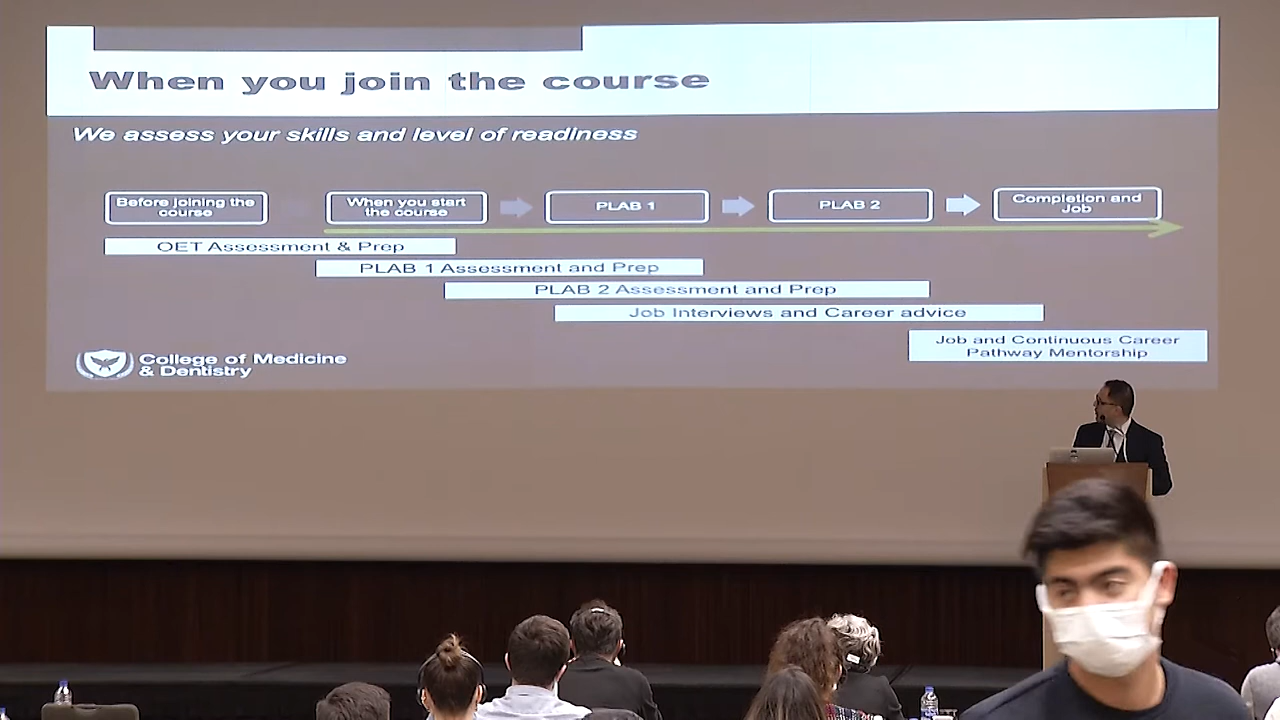 When you join the course
We assess your skills and level of readiness
Before joining the
course
When you start
the course
PLAB 1
PLAB 2
Completion and
Job
OET Assessment & Prep
PLAB 1 Assessment and Prep
PLAB 2 Assessment and Prep
Job Interviews and Career advice
Job and Continuous Career
Pathway Mentorship
College of Medicine
& Dentistry